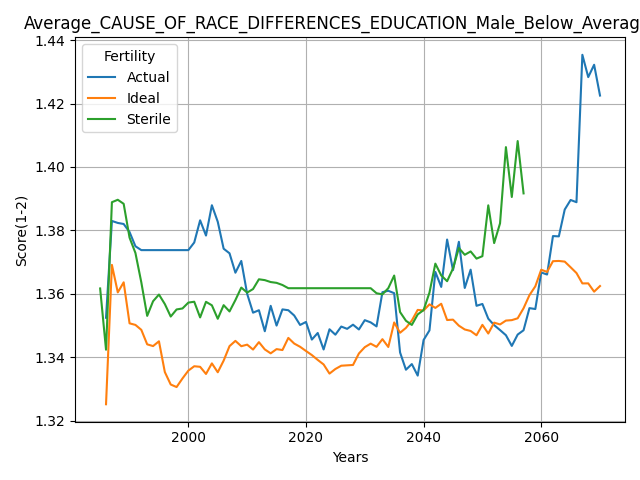 Average_CAUSE_OF_RACE_DIFFERENCES_EDUCATION_Male_Below_Averag
Fertility
Actual
Ideal
Sterile
Score(1-2)
1.44
1.42
1.40
1.38
1.36
1.34
1.32
2000
2020
2040
2060
Years